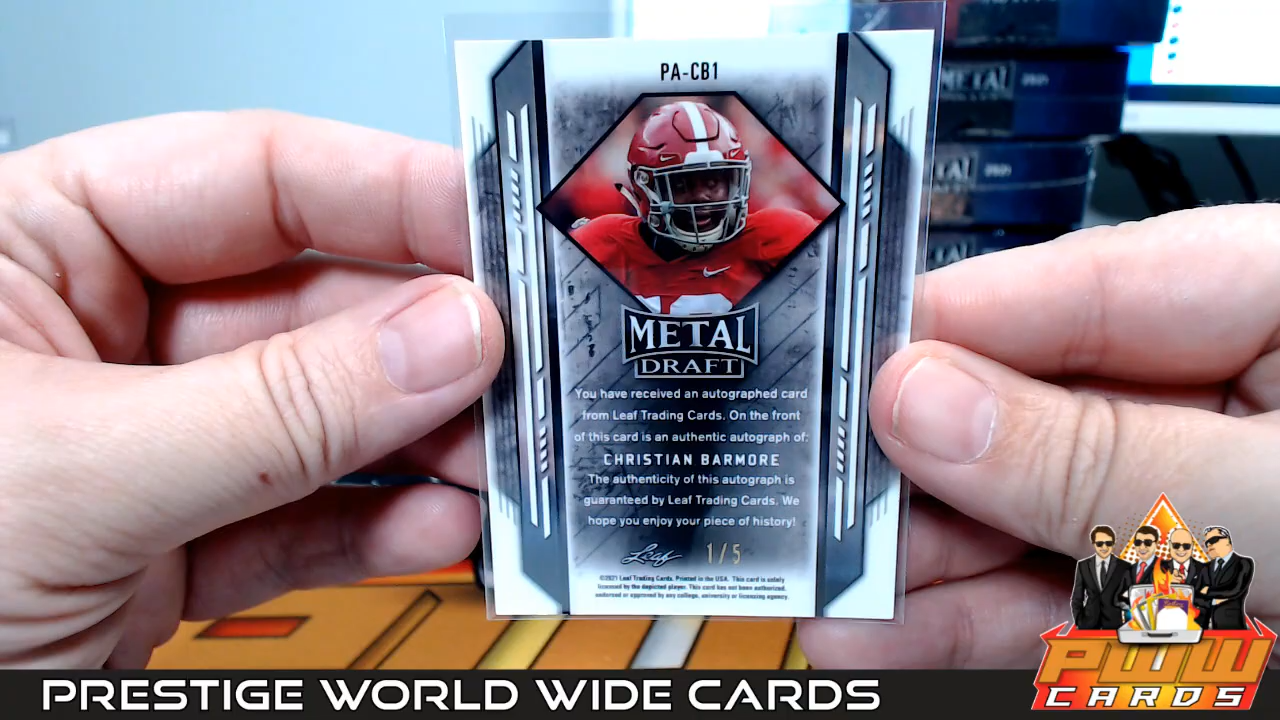 PA-CB1
METAL
DRAFT
You have received an autographed card
from Leaf Trading Cards. On the front
of this card is an authentic autograph of:
CHRISTIAN BARMORE
The authenticity of this autograph is
guaranteed by Leaf Trading Cards. We
hope you enjoy your piece of history!
Leaf 1/5
©2021 Leaf Trading Cards. Printed in the USA. This card is solely
licensed by the depicted player. This card has not been authorized,
endorsed or approved by any college, university or licensing agency.
METAL 2021
2021
METAL
PRESTIGE WORLD WIDE CARDS
PWW
CARDS